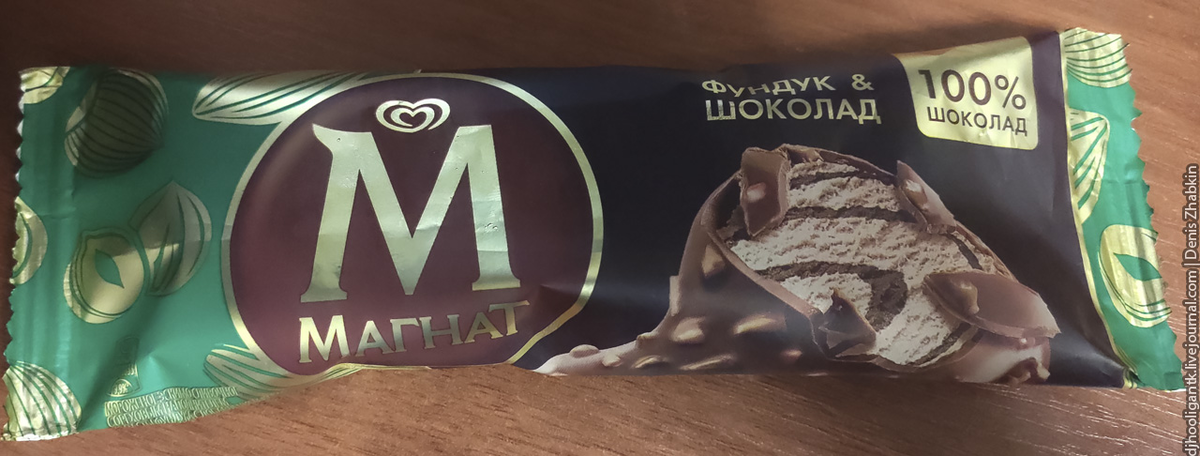 М
МАГНАТ
ФУНДУК &
ШОКОЛАД
100%
ШОКОЛАД
djhooligantk.livejournal.com | Denis Zhabkin